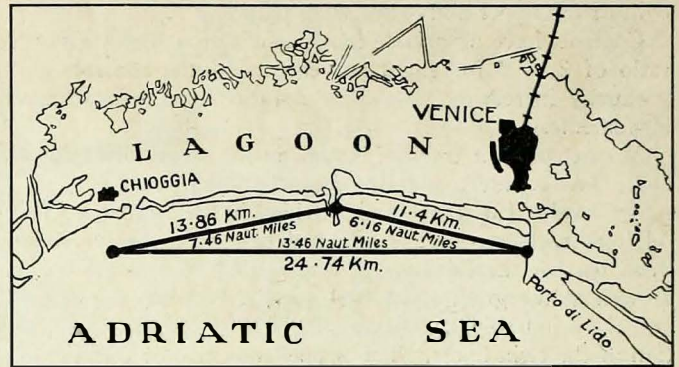 VENICE
LAGOON
CHIOGGIA
13.86 Km.
7.46 Naut. Miles
11.4 Km.
6.16 Naut. Miles
13.46 Naut. Miles
24.74 Km.
Porto di Lido
ADRIATIC SEA